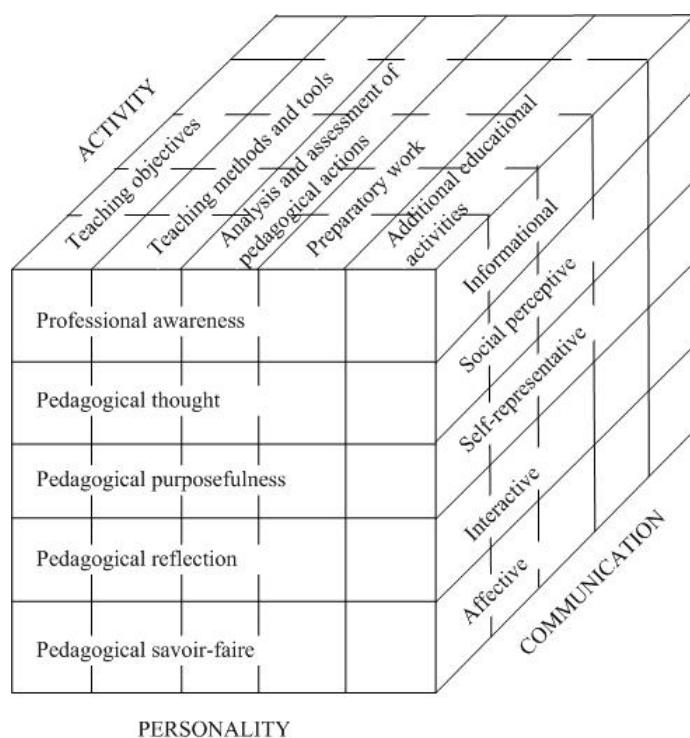 ACTIVITY
Teaching objectives
Teaching methods and tools
Analysis and assessment of
pedagogical actions
Preparatory work
Additional educational
activities
Informational
Social perceptive
Self-representative
Interactive
Affective
COMMUNICATION
Professional awareness
Pedagogical thought
Pedagogical purposefulness
Pedagogical reflection
Pedagogical savoir-faire
PERSONALITY